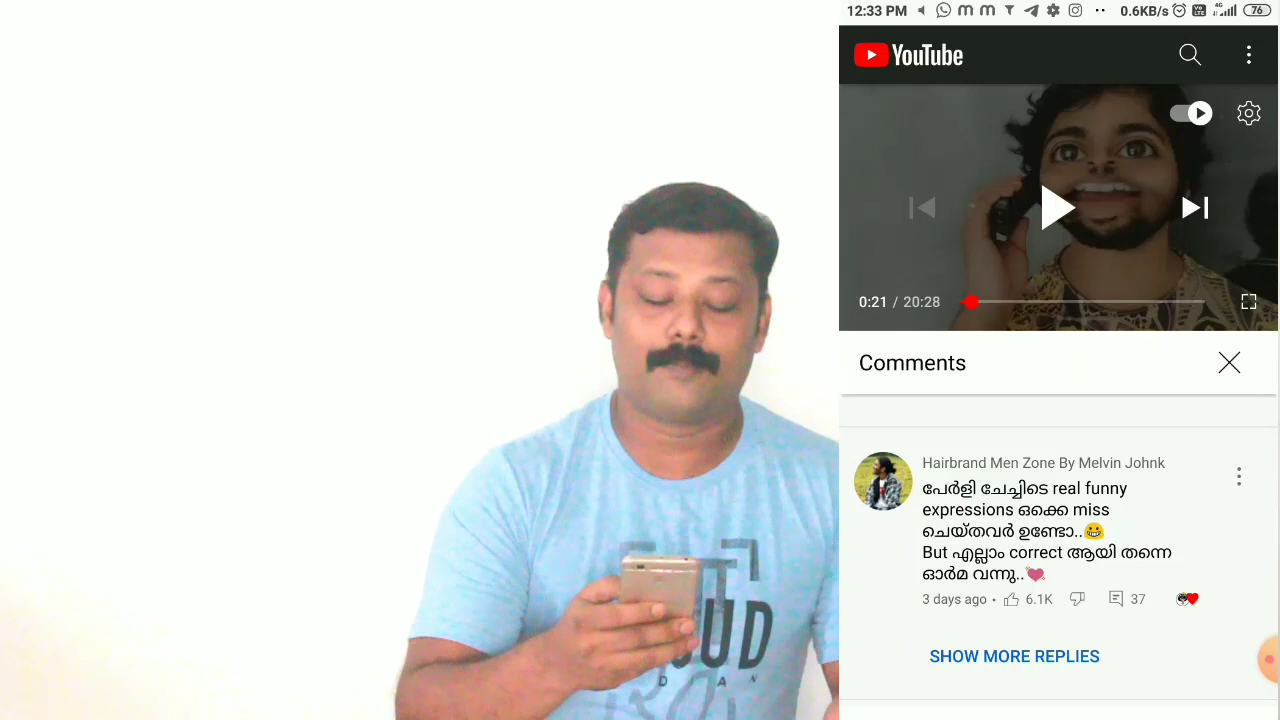 12:33 PM
0.6KB/s
4G
76
YouTube
0:21 / 20:28
Comments
Hairbrand Men Zone By Melvin Johnk
പേർളി ചേച്ചിടെ real funny
expressions ഒക്കെ miss
ചെയ്തവർ ഉണ്ടോ..😀
But എല്ലാം correct ആയി തന്നെ
ഓർമ വന്നു..💘
3 days ago • 6.1K 37
SHOW MORE REPLIES